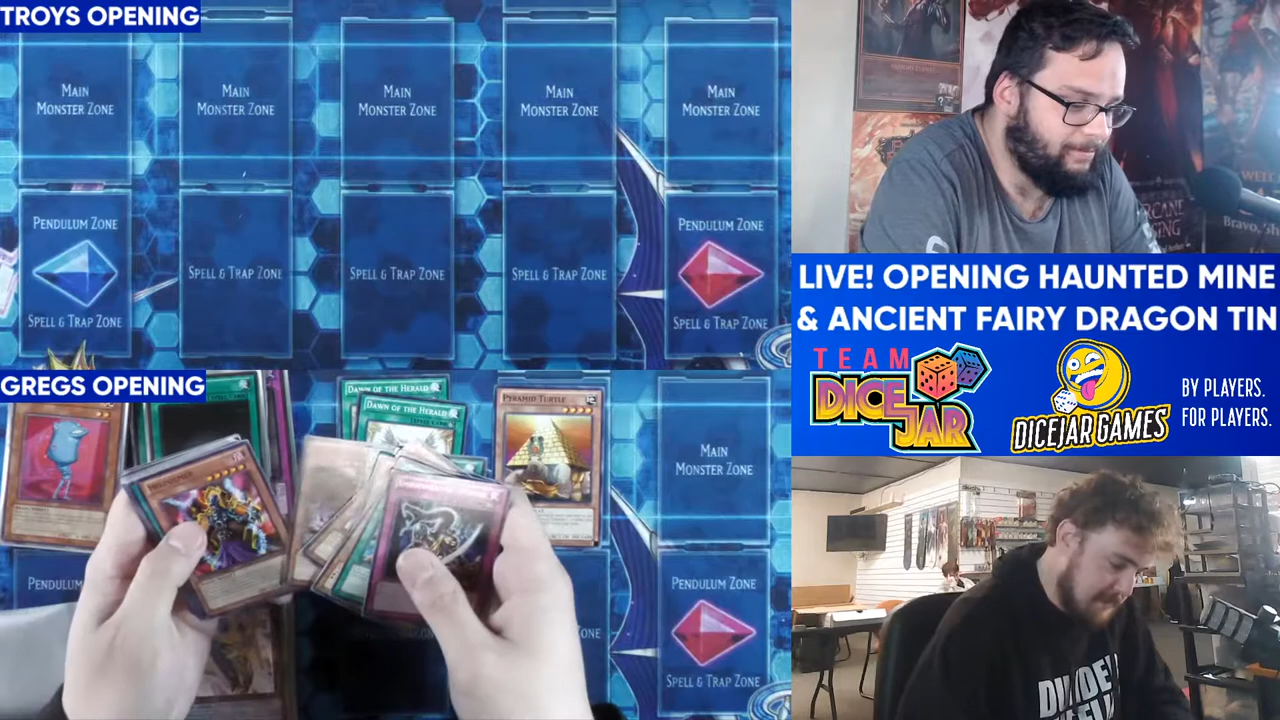 TROYS OPENING
MAIN
MONSTER ZONE
MAIN
MONSTER ZONE
MAIN
MONSTER ZONE
MAIN
MONSTER ZONE
MAIN
MONSTER ZONE
PENDULUM ZONE
SPELL & TRAP ZONE
SPELL & TRAP ZONE
SPELL & TRAP ZONE
SPELL & TRAP ZONE
PENDULUM ZONE
SPELL & TRAP ZONE
LIVE! OPENING HAUNTED MINE
& ANCIENT FAIRY DRAGON TIN
TEAM
DICE
JAR
DICEJAR GAMES
BY PLAYERS.
FOR PLAYERS.
GREGS OPENING
DAWN OF THE HERALD
DAWN OF THE HERALD
PYRAMID TURTLE
MAIN
MONSTER ZONE
PENDULUM
PENDULUM ZONE
SPELL & TRAP ZONE
ZONE